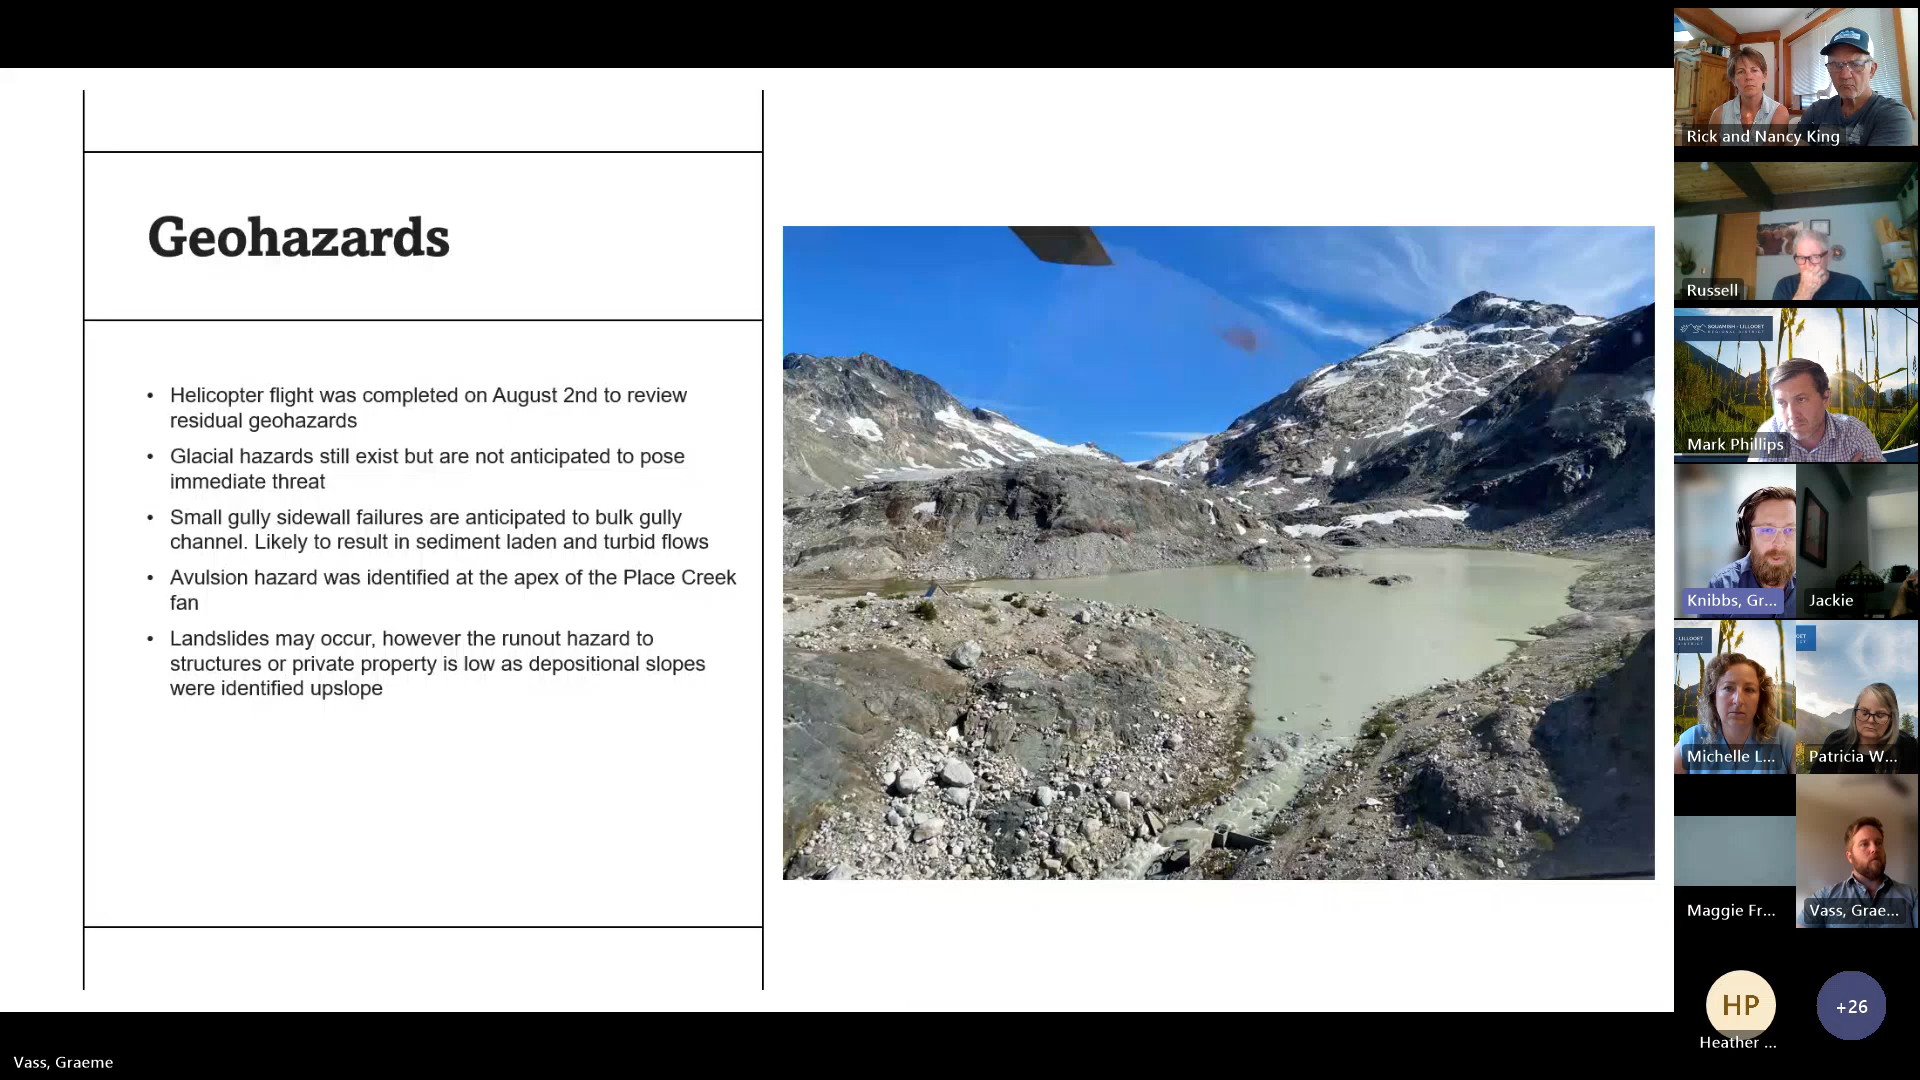 Geohazards
• Helicopter flight was completed on August 2nd to review
residual geohazards
• Glacial hazards still exist but are not anticipated to pose
immediate threat
• Small gully sidewall failures are anticipated to bulk gully
channel. Likely to result in sediment laden and turbid flows
• Avulsion hazard was identified at the apex of the Place Creek
fan
• Landslides may occur, however the runout hazard to
structures or private property is low as depositional slopes
were identified upslope
Rick and Nancy King
Russell
SQUAMISH · LILLOOET
REGIONAL DISTRICT
Mark Phillips
Knibbs, Gr...
Jackie
· LILLOOET
Michelle L...
Patricia W...
Maggie Fr...
Vass, Grae...
HP
Heather ...
+26
Vass, Graeme